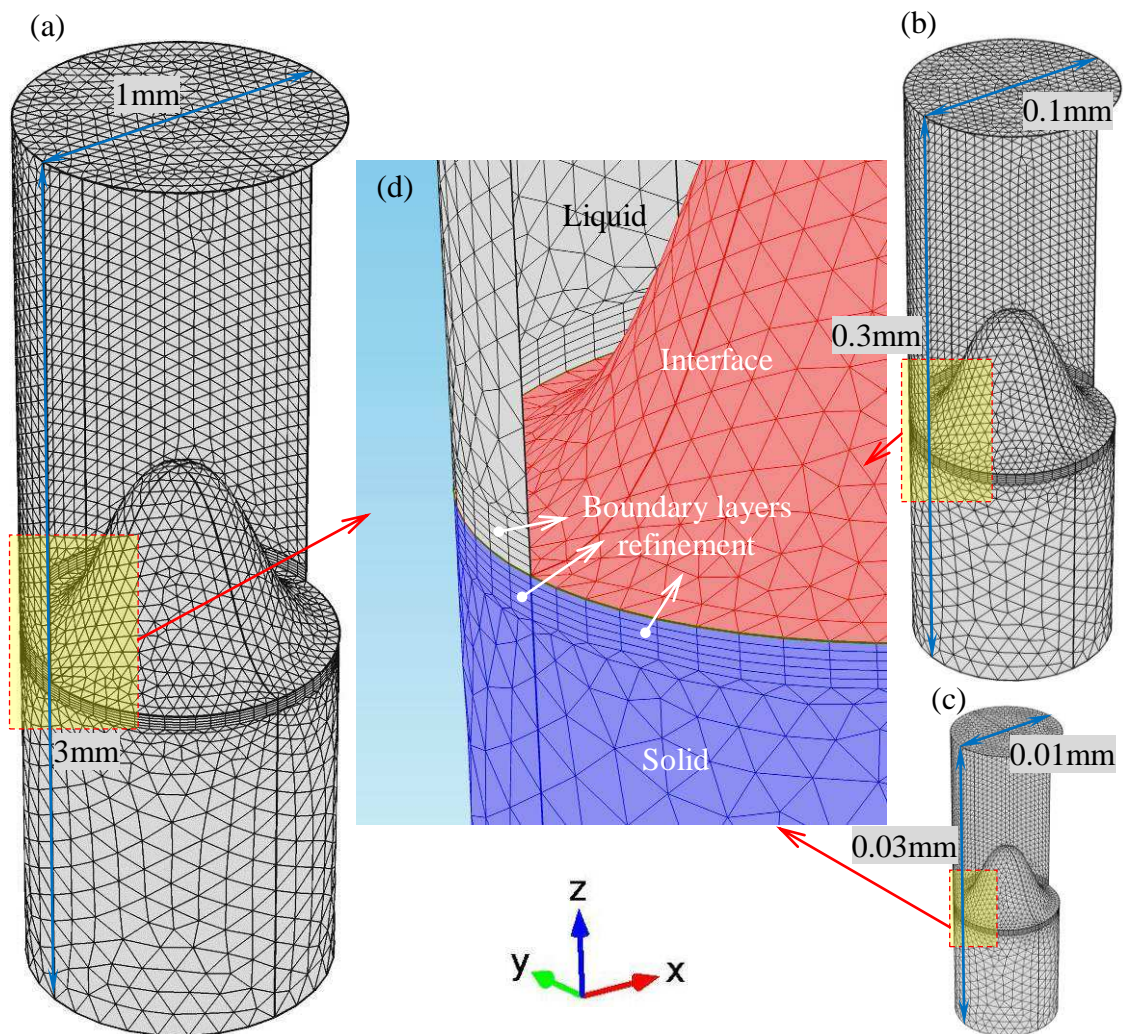 (a)
1mm
3mm
(b)
0.1mm
0.3mm
(c)
0.01mm
0.03mm
(d)
Liquid
Interface
Boundary layers
refinement
Solid
z
y
x